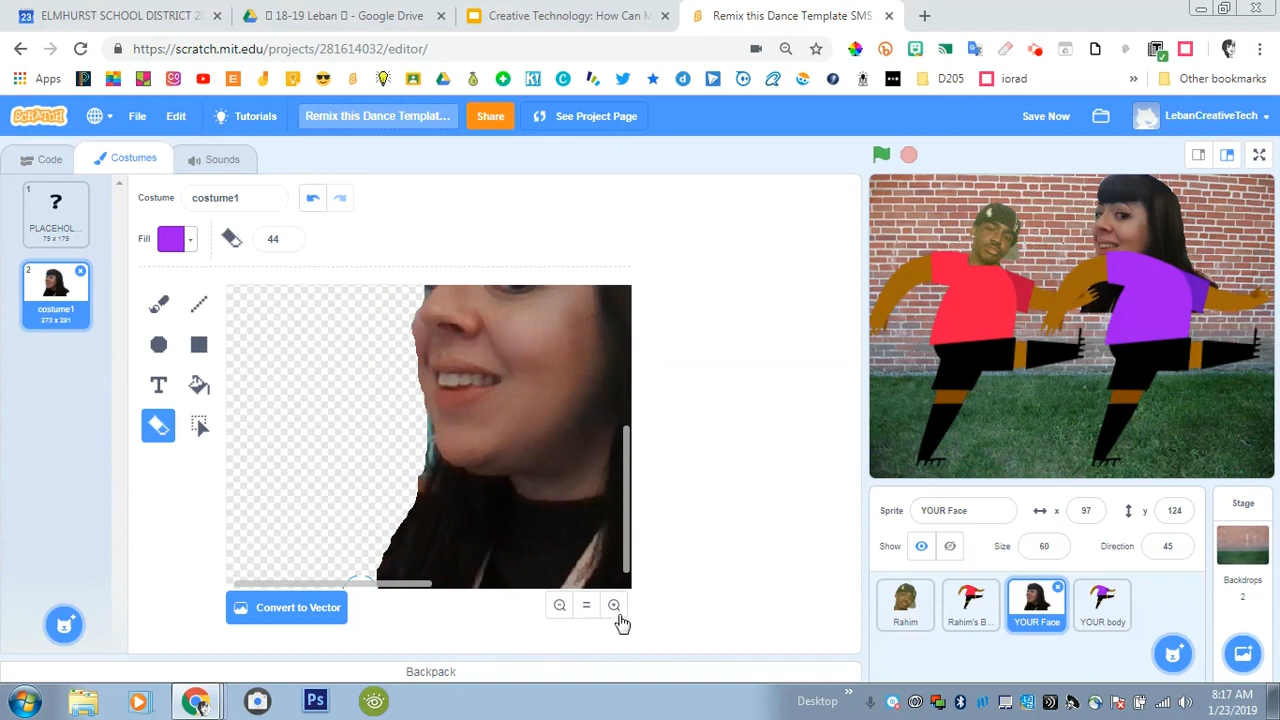 ELMHURST SCHOOL DISTRICT 20
18-19 Leban
- Google Drive
Creative Technology: How Can M
Remix this Dance Template SMS
https://scratch.mit.edu/projects/281614032/editor/
Apps
D205
iorad
»
Other bookmarks
SCRATCH
File
Edit
Tutorials
Remix this Dance Templat...
Share
See Project Page
Save Now
LebanCreativeTech
Code
Costumes
Sounds
1
?
PLACEHOL...
75 x 175
2
costume1
273 x 281
Costume
costume1
Fill
44
T
Convert to Vector
Backpack
Sprite
YOUR Face
x
97
y
124
Show
Size
60
Direction
45
Stage
Backdrops
2
Rahim
Rahim's B...
YOUR Face
YOUR body
Ps
Desktop
»
8:17 AM
1/23/2019